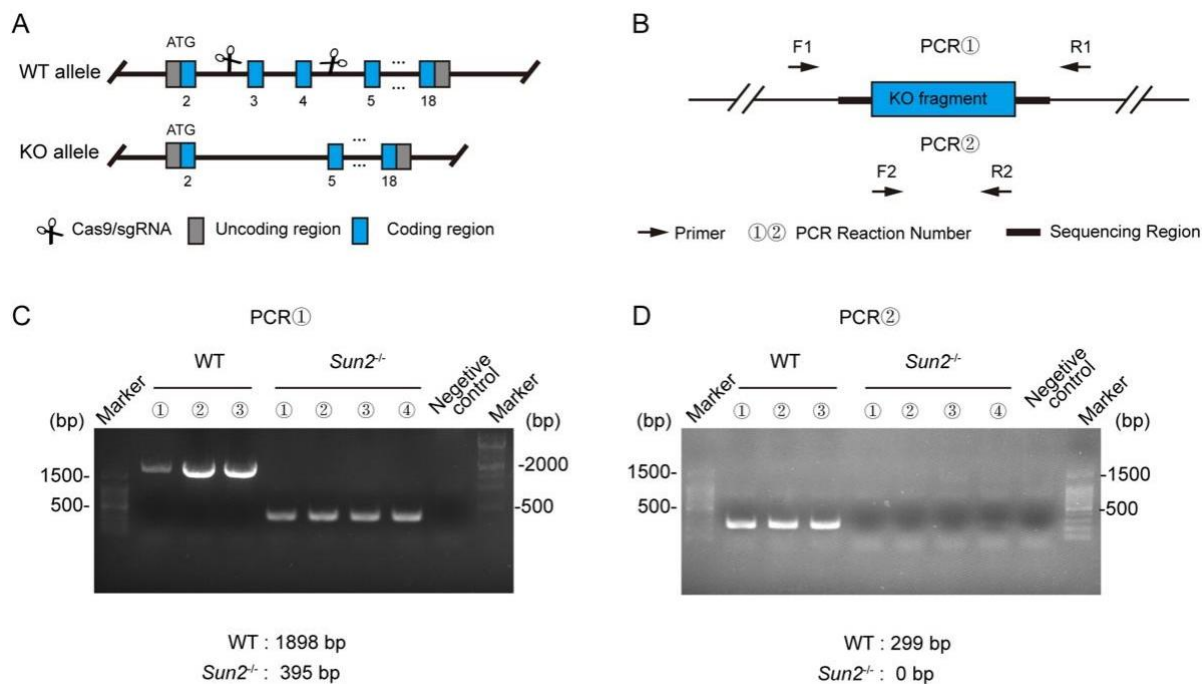 A
ATG
WT allele
2 3 4 5 ... ... 18
ATG
KO allele
2 5 ... ... 18
Cas9/sgRNA Uncoding region Coding region
B
F1 PCR① R1
KO fragment
PCR②
F2 R2
Primer ①② PCR Reaction Number Sequencing Region
C
PCR①
WT Sun2-/-
Marker ① ② ③ ① ② ③ ④ Negetive control Marker
(bp) (bp)
1500- -2000
500- -500
WT : 1898 bp
Sun2-/- : 395 bp
D
PCR②
WT Sun2-/-
Marker ① ② ③ ① ② ③ ④ Negetive control Marker
(bp) (bp)
1500- -1500
500- -500
WT : 299 bp
Sun2-/- : 0 bp